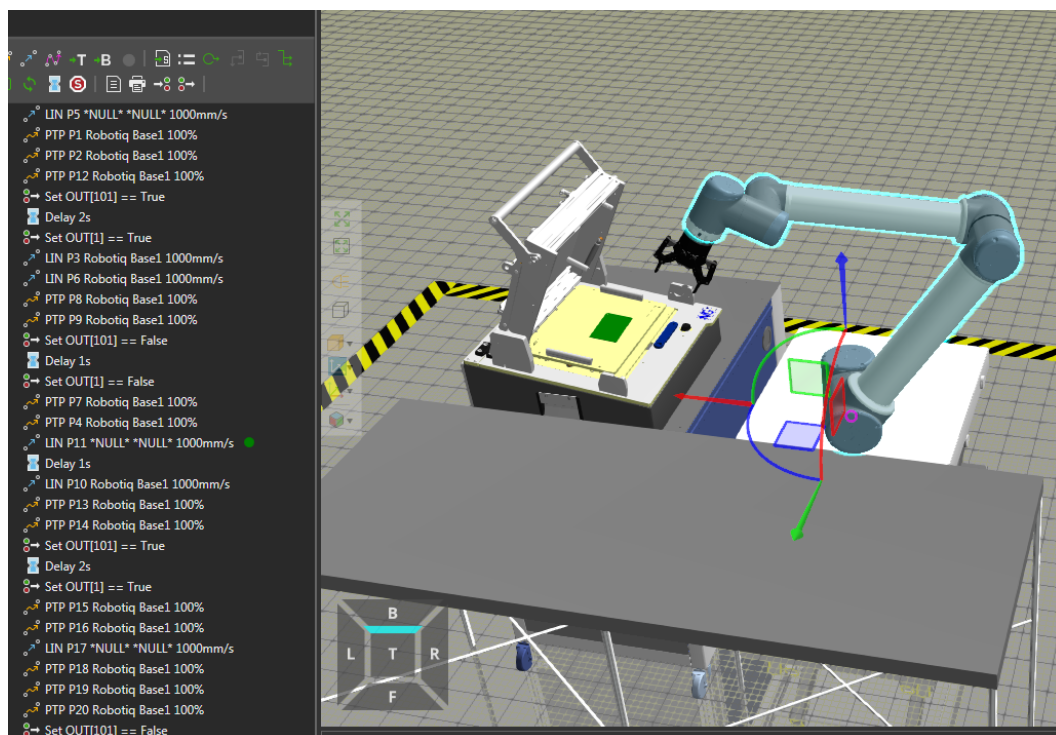 T
B
S
S
LIN P5 *NULL* *NULL* 1000mm/s
PTP P1 Robotiq Base1 100%
PTP P2 Robotiq Base1 100%
PTP P12 Robotiq Base1 100%
Set OUT[101] == True
Delay 2s
Set OUT[1] == True
LIN P3 Robotiq Base1 1000mm/s
LIN P6 Robotiq Base1 1000mm/s
PTP P8 Robotiq Base1 100%
PTP P9 Robotiq Base1 100%
Set OUT[101] == False
Delay 1s
Set OUT[1] == False
PTP P7 Robotiq Base1 100%
PTP P4 Robotiq Base1 100%
LIN P11 *NULL* *NULL* 1000mm/s
Delay 1s
LIN P10 Robotiq Base1 1000mm/s
PTP P13 Robotiq Base1 100%
PTP P14 Robotiq Base1 100%
Set OUT[101] == True
Delay 2s
Set OUT[1] == True
PTP P15 Robotiq Base1 100%
PTP P16 Robotiq Base1 100%
LIN P17 *NULL* *NULL* 1000mm/s
PTP P18 Robotiq Base1 100%
PTP P19 Robotiq Base1 100%
PTP P20 Robotiq Base1 100%
Set OUT[101] == False
B
L T R
F